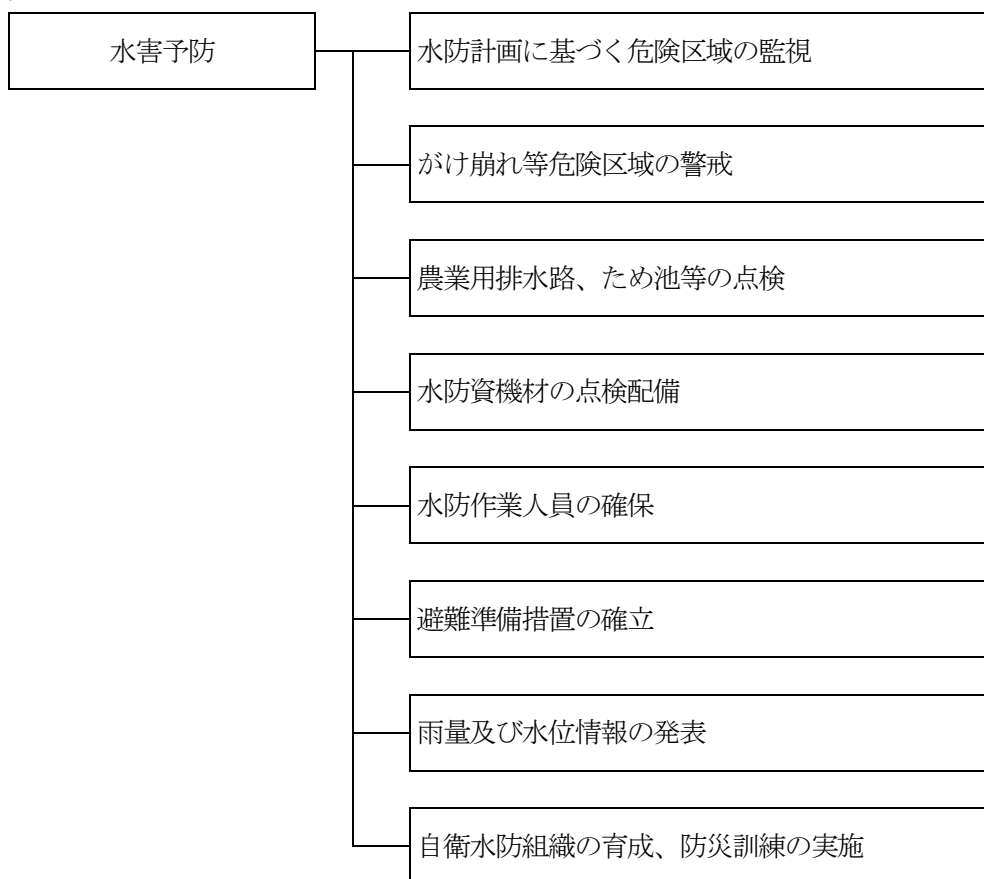 水害予防
水防計画に基づく危険区域の監視
がけ崩れ等危険区域の警戒
農業用排水路、ため池等の点検
水防資機材の点検配備
水防作業人員の確保
避難準備措置の確立
雨量及び水位情報の発表
自衛水防組織の育成、防災訓練の実施